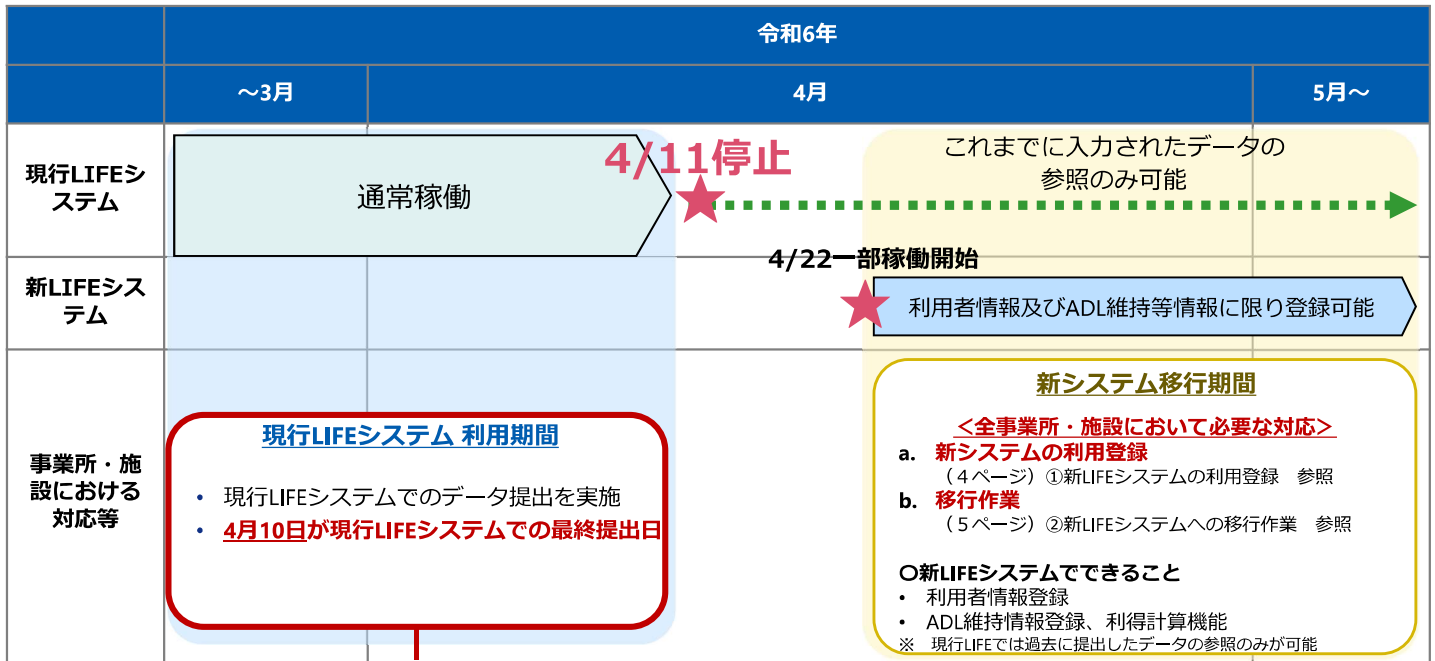 令和6年
～3月
4月
5月～
現行LIFEシ
ステム
通常稼働
4/11停止
これまでに入力されたデータの
参照のみ可能
新LIFEシス
テム
4/22一部稼働開始
利用者情報及びADL維持等情報に限り登録可能
事業所・施
設における
対応等
現行LIFEシステム 利用期間
• 現行LIFEシステムでのデータ提出を実施
• 4月10日が現行LIFEシステムでの最終提出日
新システム移行期間
＜全事業所・施設において必要な対応＞
a. 新システムの利用登録
（４ページ）①新LIFEシステムの利用登録　参照
b. 移行作業
（５ページ）②新LIFEシステムへの移行作業　参照
〇新LIFEシステムでできること
• 利用者情報登録
• ADL維持情報登録、利得計算機能
※　現行LIFEでは過去に提出したデータの参照のみが可能